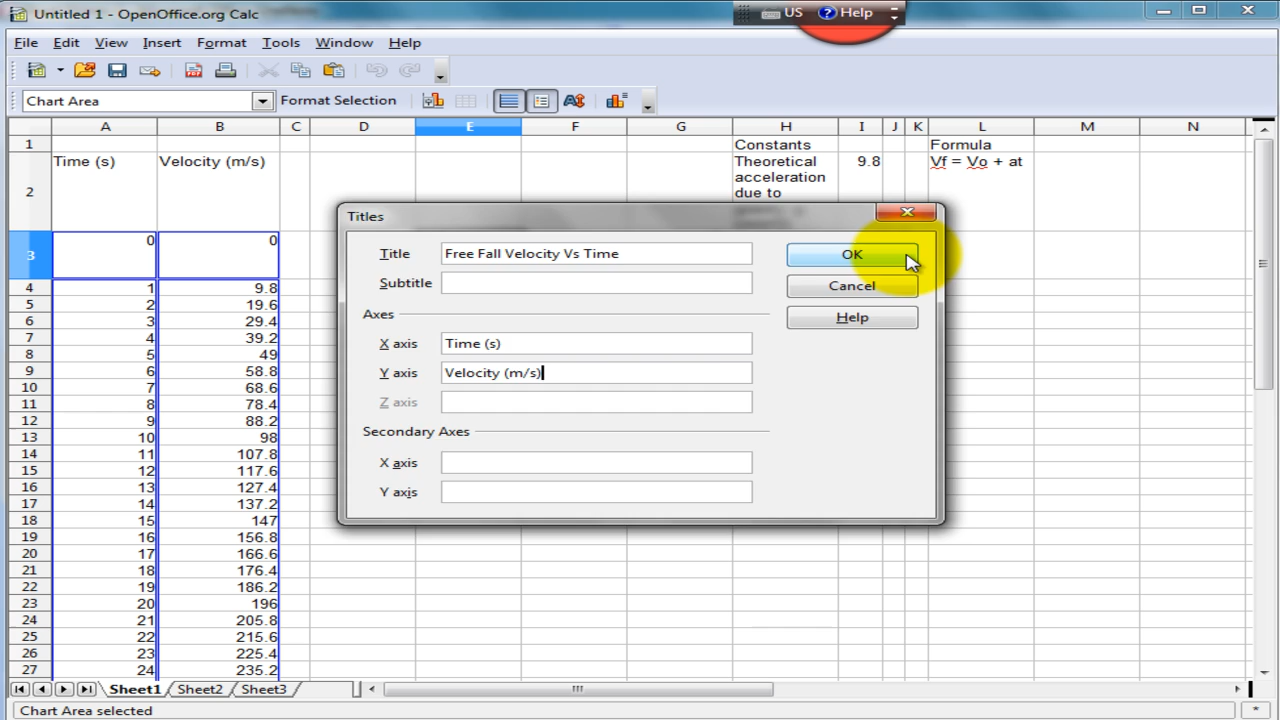 Untitled 1 - OpenOffice.org Calc
US Help
File Edit View Insert Format Tools Window Help
Chart Area Format Selection
A B C D E F G H I J K L M N
1 Constants Formula
2 Time (s) Velocity (m/s) Theoretical acceleration due to 9.8 Vf = Vo + at
3 0 0
4 1 9.8
5 2 19.6
6 3 29.4
7 4 39.2
8 5 49
9 6 58.8
10 7 68.6
11 8 78.4
12 9 88.2
13 10 98
14 11 107.8
15 12 117.6
16 13 127.4
17 14 137.2
18 15 147
19 16 156.8
20 17 166.6
21 18 176.4
22 19 186.2
23 20 196
24 21 205.8
25 22 215.6
26 23 225.4
27 24 235.2
Titles
Title Free Fall Velocity Vs Time OK
Subtitle Cancel
Axes Help
X axis Time (s)
Y axis Velocity (m/s)
Z axis
Secondary Axes
X axis
Y axis
Sheet1 Sheet2 Sheet3
Chart Area selected *